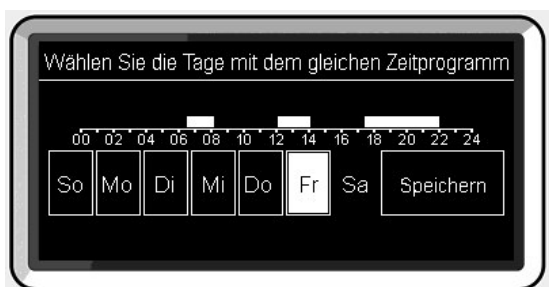 Wählen Sie die Tage mit dem gleichen Zeitprogramm
00 02 04 06 08 10 12 14 16 18 20 22 24
So Mo Di Mi Do Fr Sa Speichern